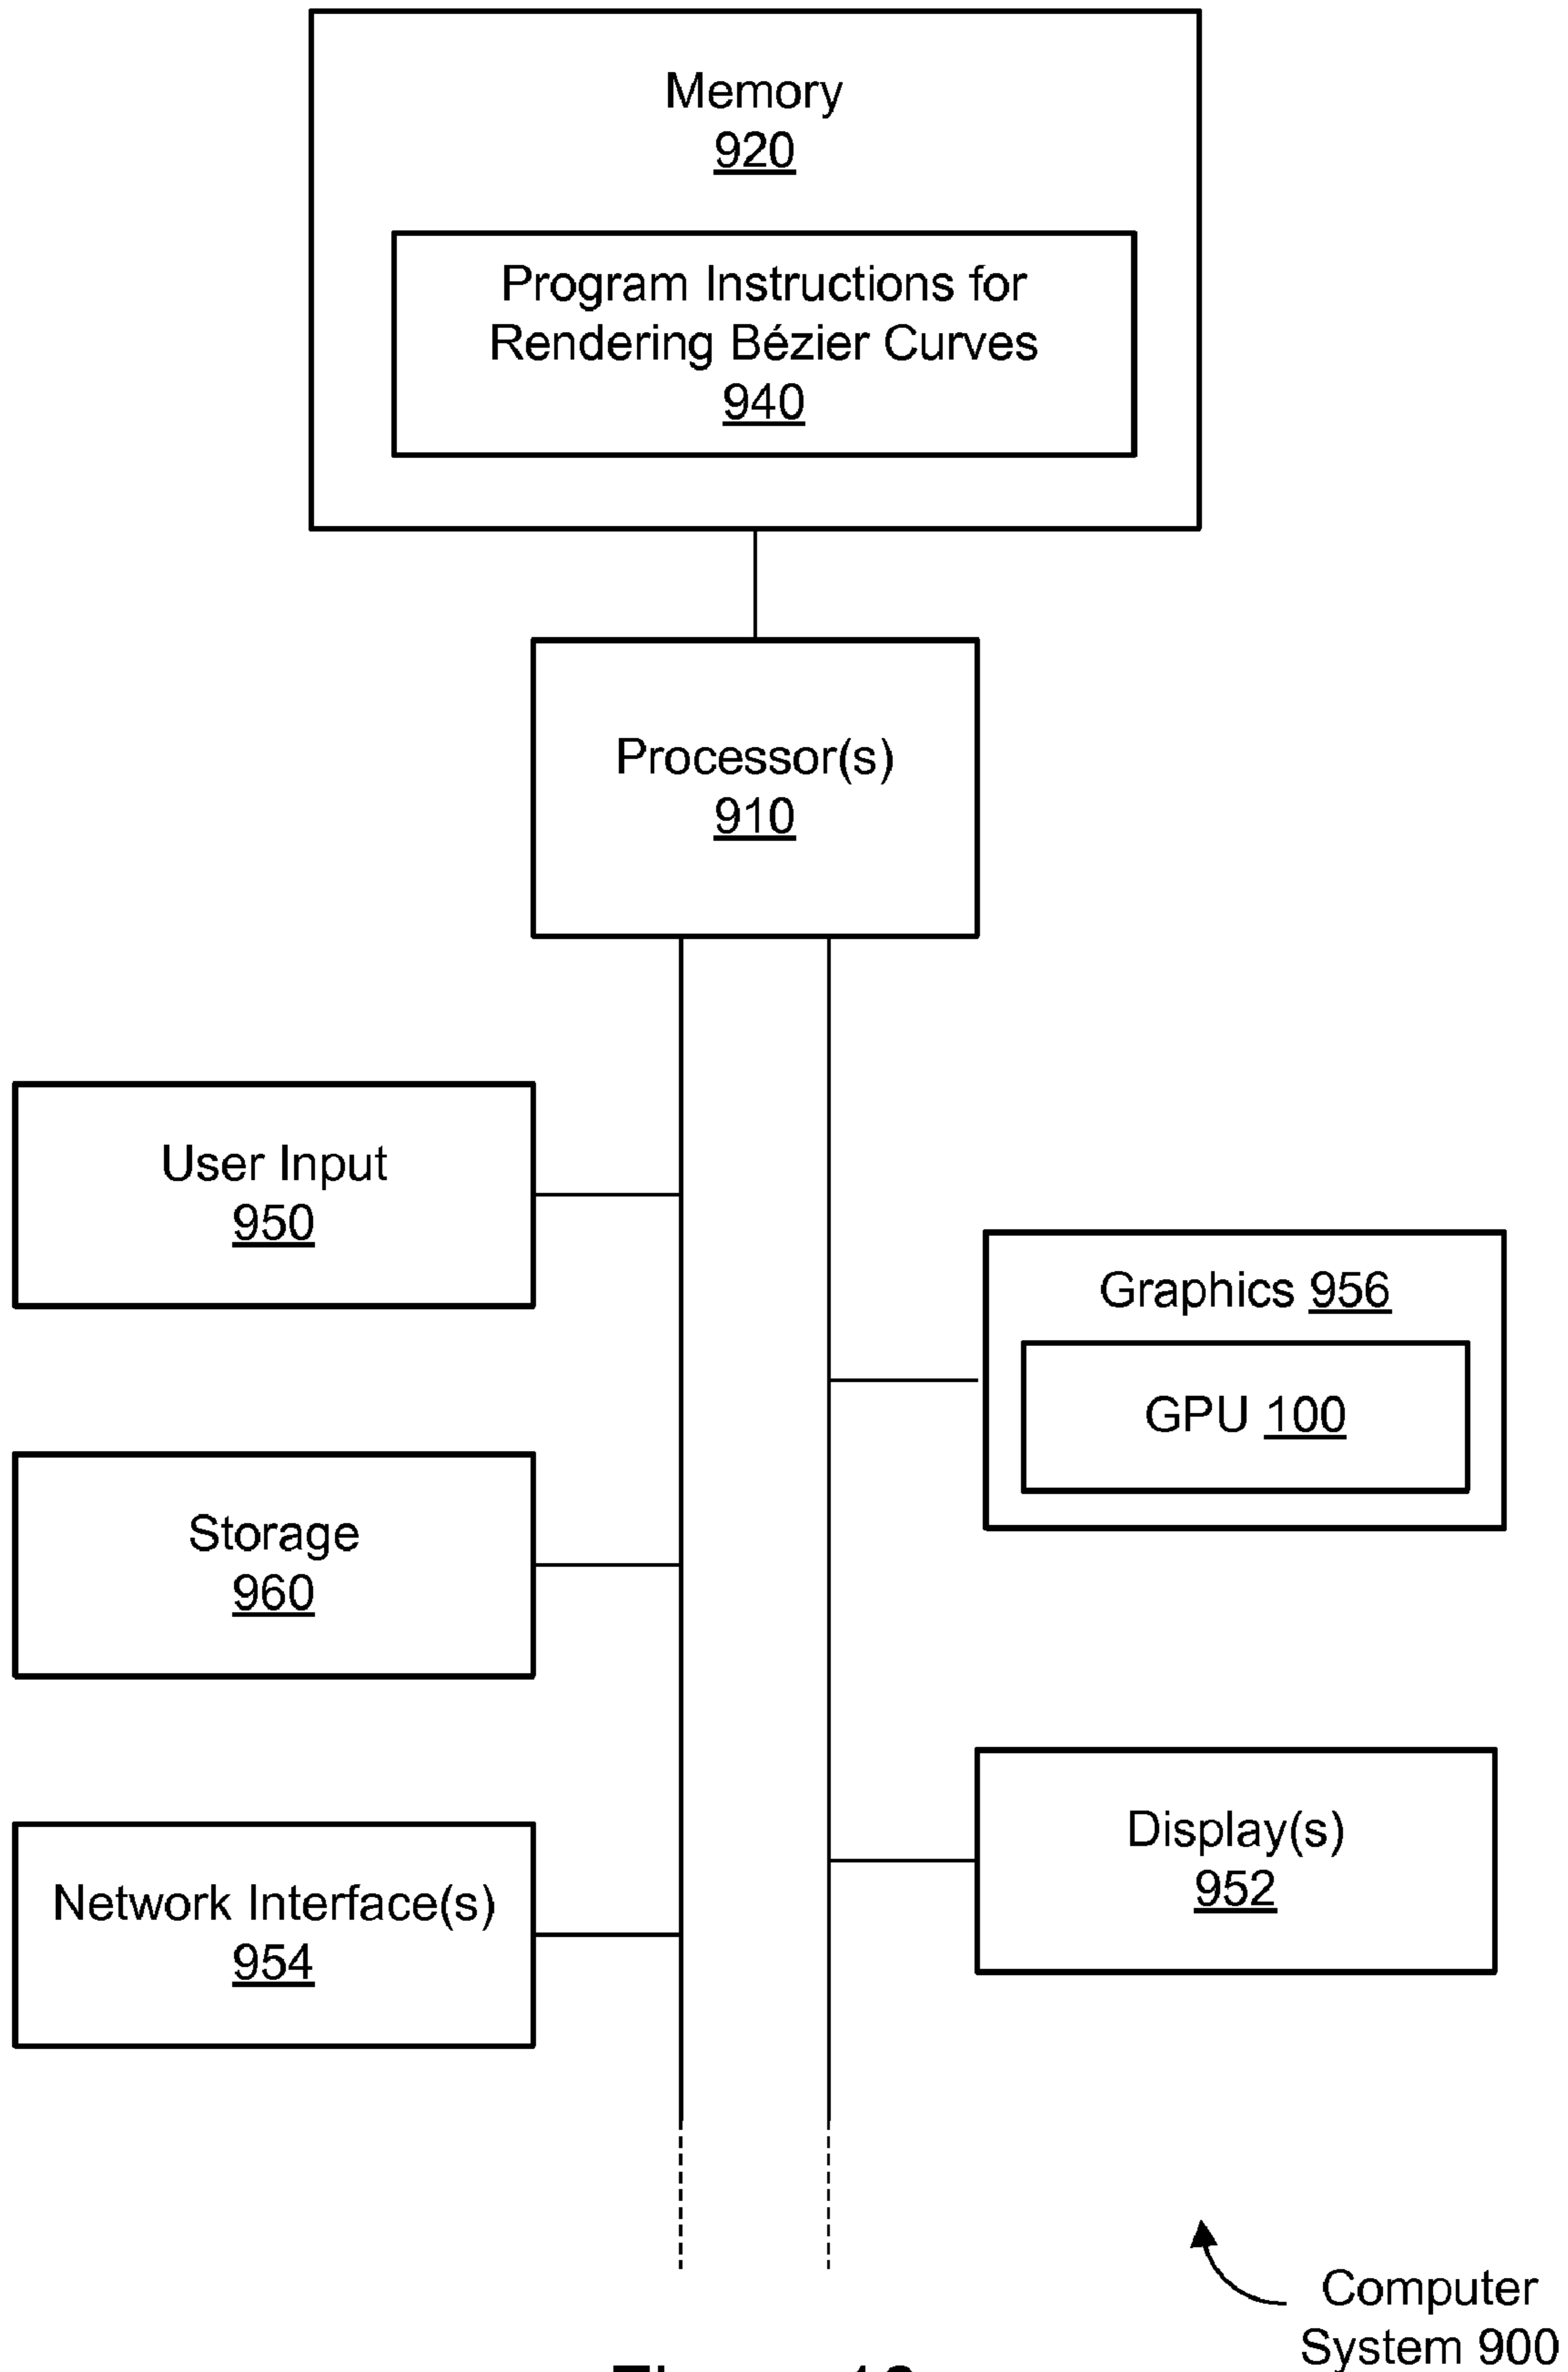 Memory
920
Program Instructions for
Rendering Bézier Curves
940
Processor(s)
910
User Input
950
Graphics 956
GPU 100
Storage
960
Display(s)
952
Network Interface(s)
954
Computer
System 900